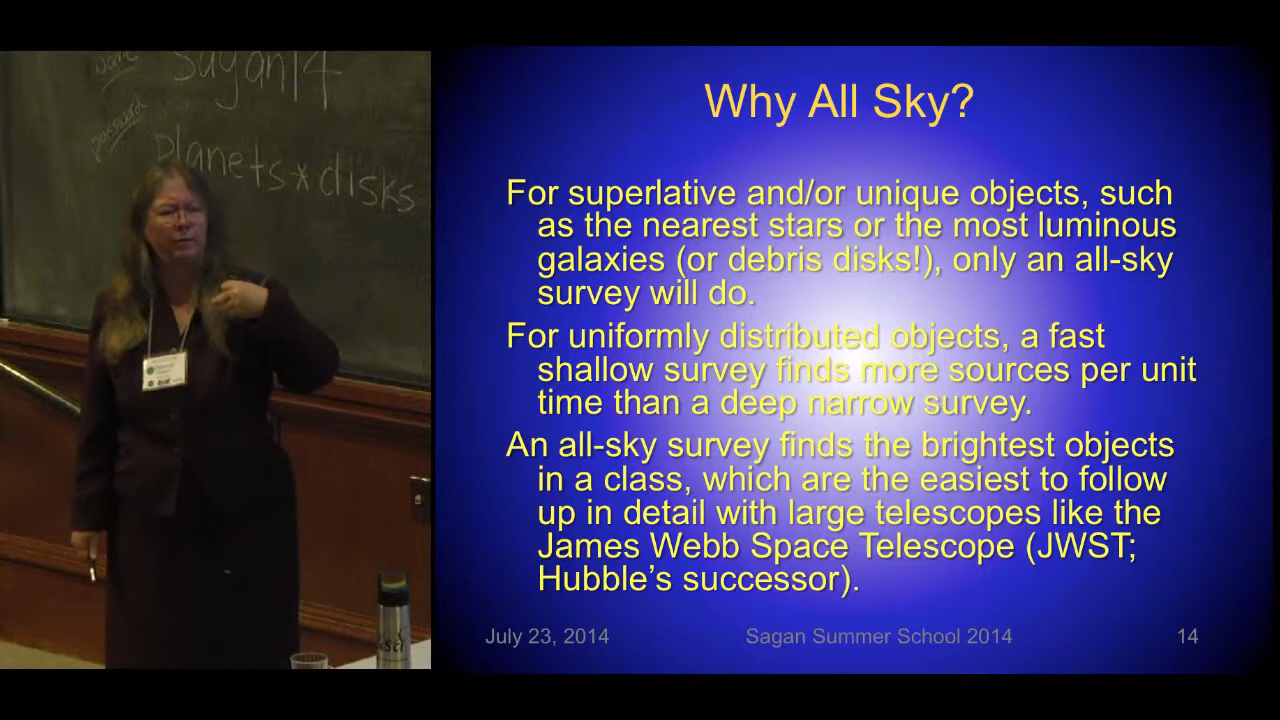 name
sagan14
password
planets*disks
Why All Sky?
For superlative and/or unique objects, such
as the nearest stars or the most luminous
galaxies (or debris disks!), only an all-sky
survey will do.
For uniformly distributed objects, a fast
shallow survey finds more sources per unit
time than a deep narrow survey.
An all-sky survey finds the brightest objects
in a class, which are the easiest to follow
up in detail with large telescopes like the
James Webb Space Telescope (JWST;
Hubble’s successor).
July 23, 2014 Sagan Summer School 2014 14